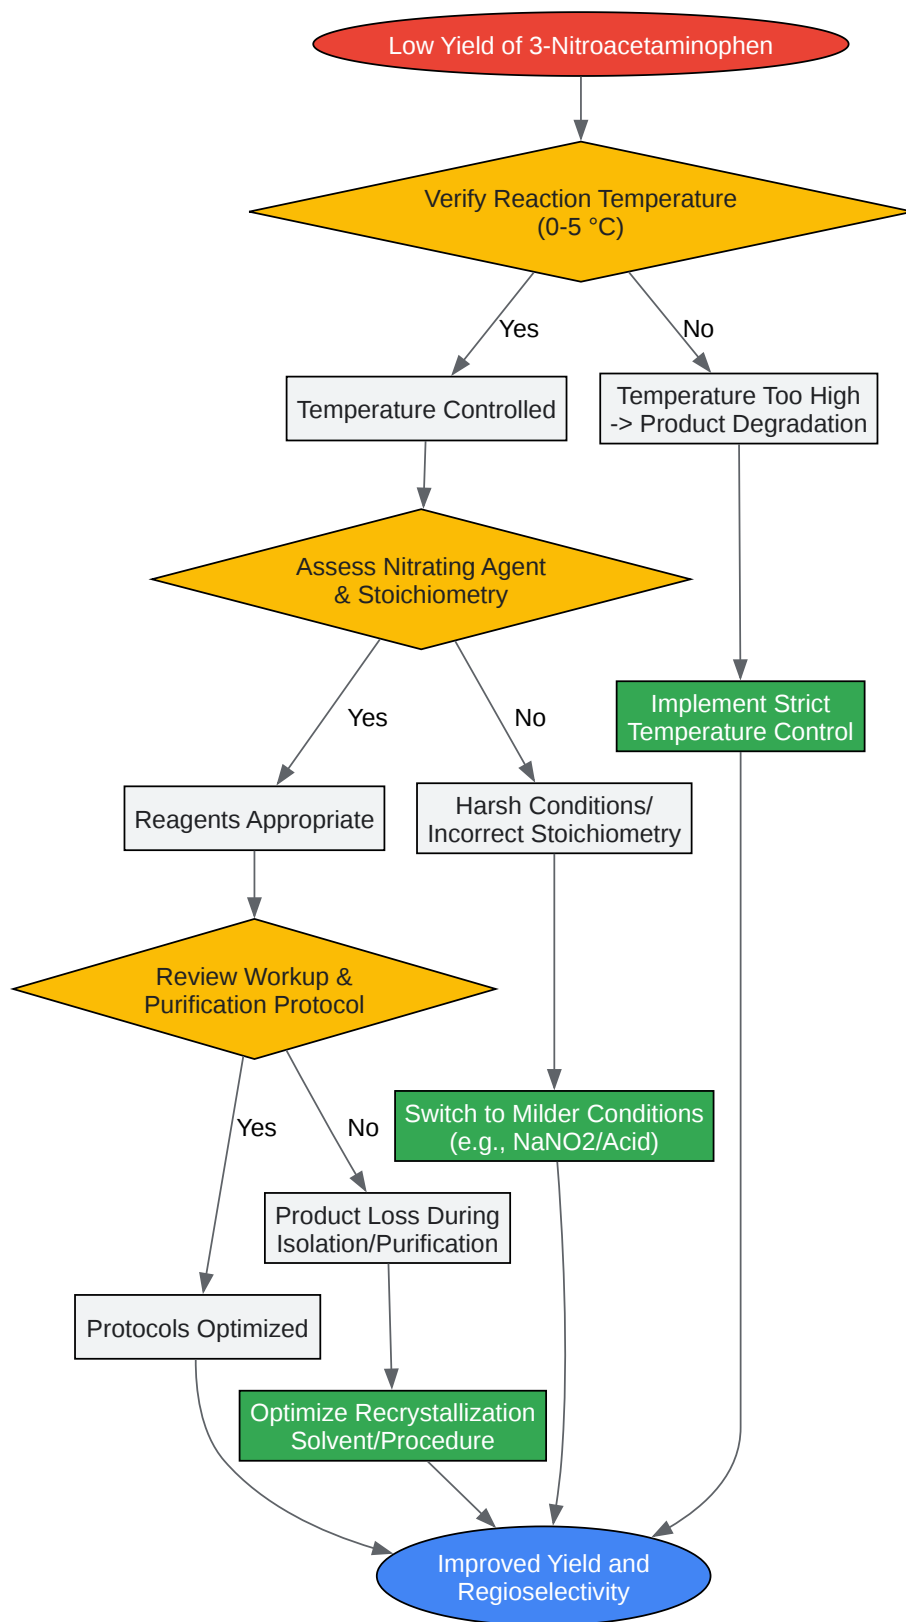 Low Yield of 3-Nitroacetaminophen
Verify Reaction Temperature
(0-5 °C)
Yes
No
Temperature Controlled
Temperature Too High
-> Product Degradation
Assess Nitrating Agent
& Stoichiometry
Implement Strict
Temperature Control
Yes
No
Reagents Appropriate
Harsh Conditions/
Incorrect Stoichiometry
Review Workup &
Purification Protocol
Switch to Milder Conditions
(e.g., NaNO2/Acid)
Yes
No
Product Loss During
Isolation/Purification
Protocols Optimized
Optimize Recrystallization
Solvent/Procedure
Improved Yield and
Regioselectivity